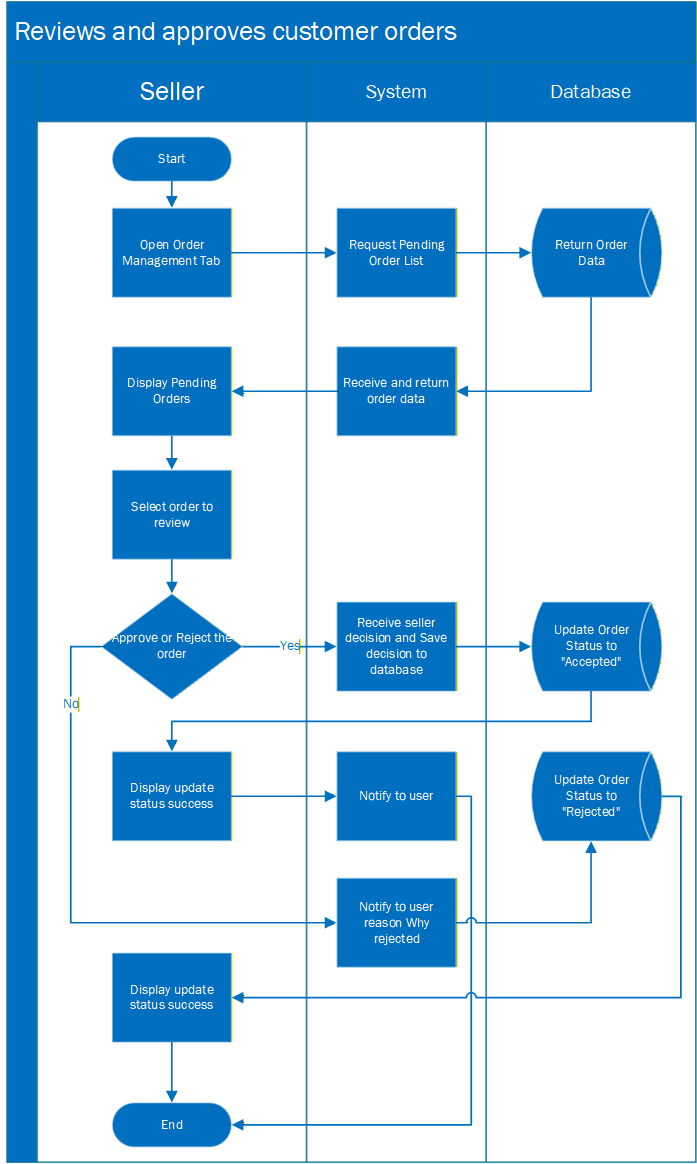 Reviews and approves customer orders
Seller
System
Database
Start
Open Order
Management Tab
Request Pending
Order List
Return Order
Data
Display Pending
Orders
Receive and return
order data
Select order to
review
Approve or Reject the
order
Yes
Receive seller
decision and Save
decision to
database
Update Order
Status to
"Accepted"
No
Display update
status success
Notify to user
Update Order
Status to
"Rejected"
Notify to user
reason Why
rejected
Display update
status success
End